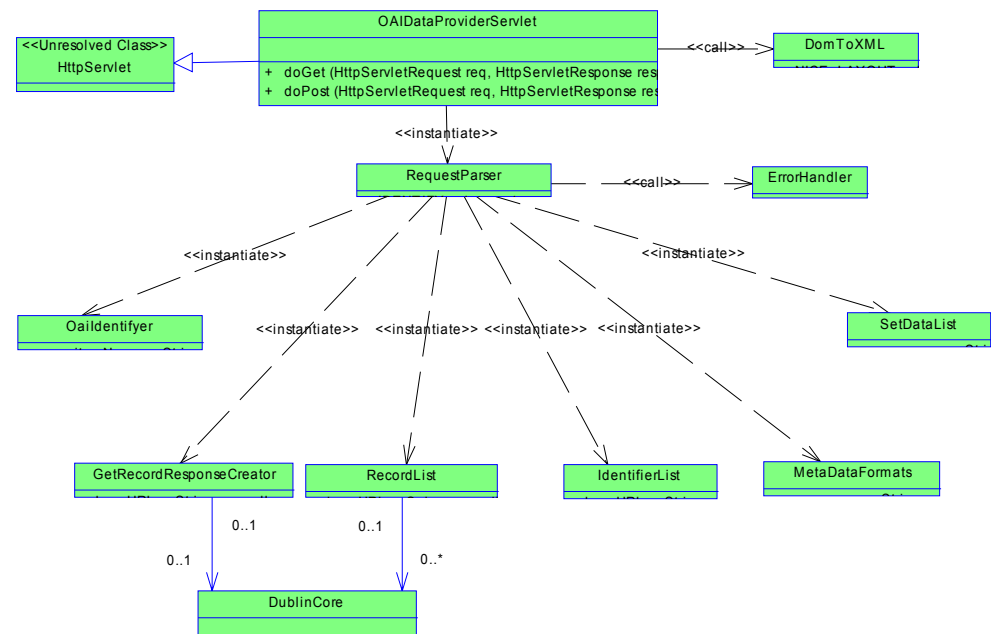 OAIDataProviderServlet
<<Unresolved Class>>
HttpServlet
<<call>>
DomToXML
+ doGet (HttpServletRequest req, HttpServletResponse res
+ doPost (HttpServletRequest req, HttpServletResponse res
<<instantiate>>
RequestParser
<<call>>
ErrorHandler
<<instantiate>>
<<instantiate>>
OaiIdentifyer
<<instantiate>>
<<instantiate>>
<<instantiate>>
<<instantiate>>
SetDataList
GetRecordResponseCreator
RecordList
IdentifierList
MetaDataFormats
0..1
0..1
0..1
0..*
DublinCore